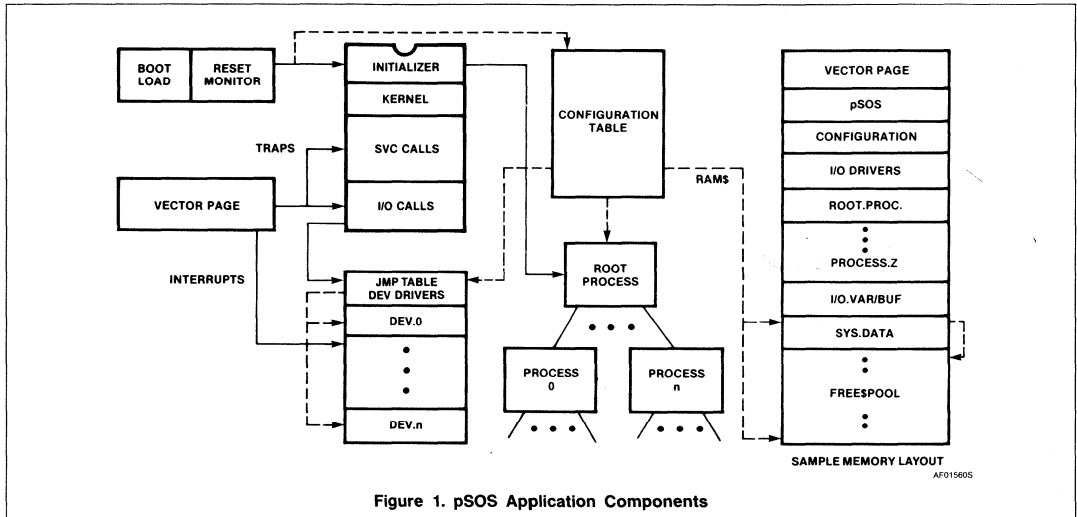 BOOT
LOAD
RESET
MONITOR
INITIALIZER
KERNEL
SVC CALLS
I/O CALLS
TRAPS
VECTOR PAGE
INTERRUPTS
JMP TABLE
DEV DRIVERS
DEV.0
DEV.n
CONFIGURATION
TABLE
RAM$
ROOT
PROCESS
PROCESS
0
PROCESS
n
VECTOR PAGE
pSOS
CONFIGURATION
I/O DRIVERS
ROOT.PROC.
PROCESS.Z
I/O.VAR/BUF
SYS.DATA
FREE$POOL
SAMPLE MEMORY LAYOUT
AF01560S
Figure 1. pSOS Application Components